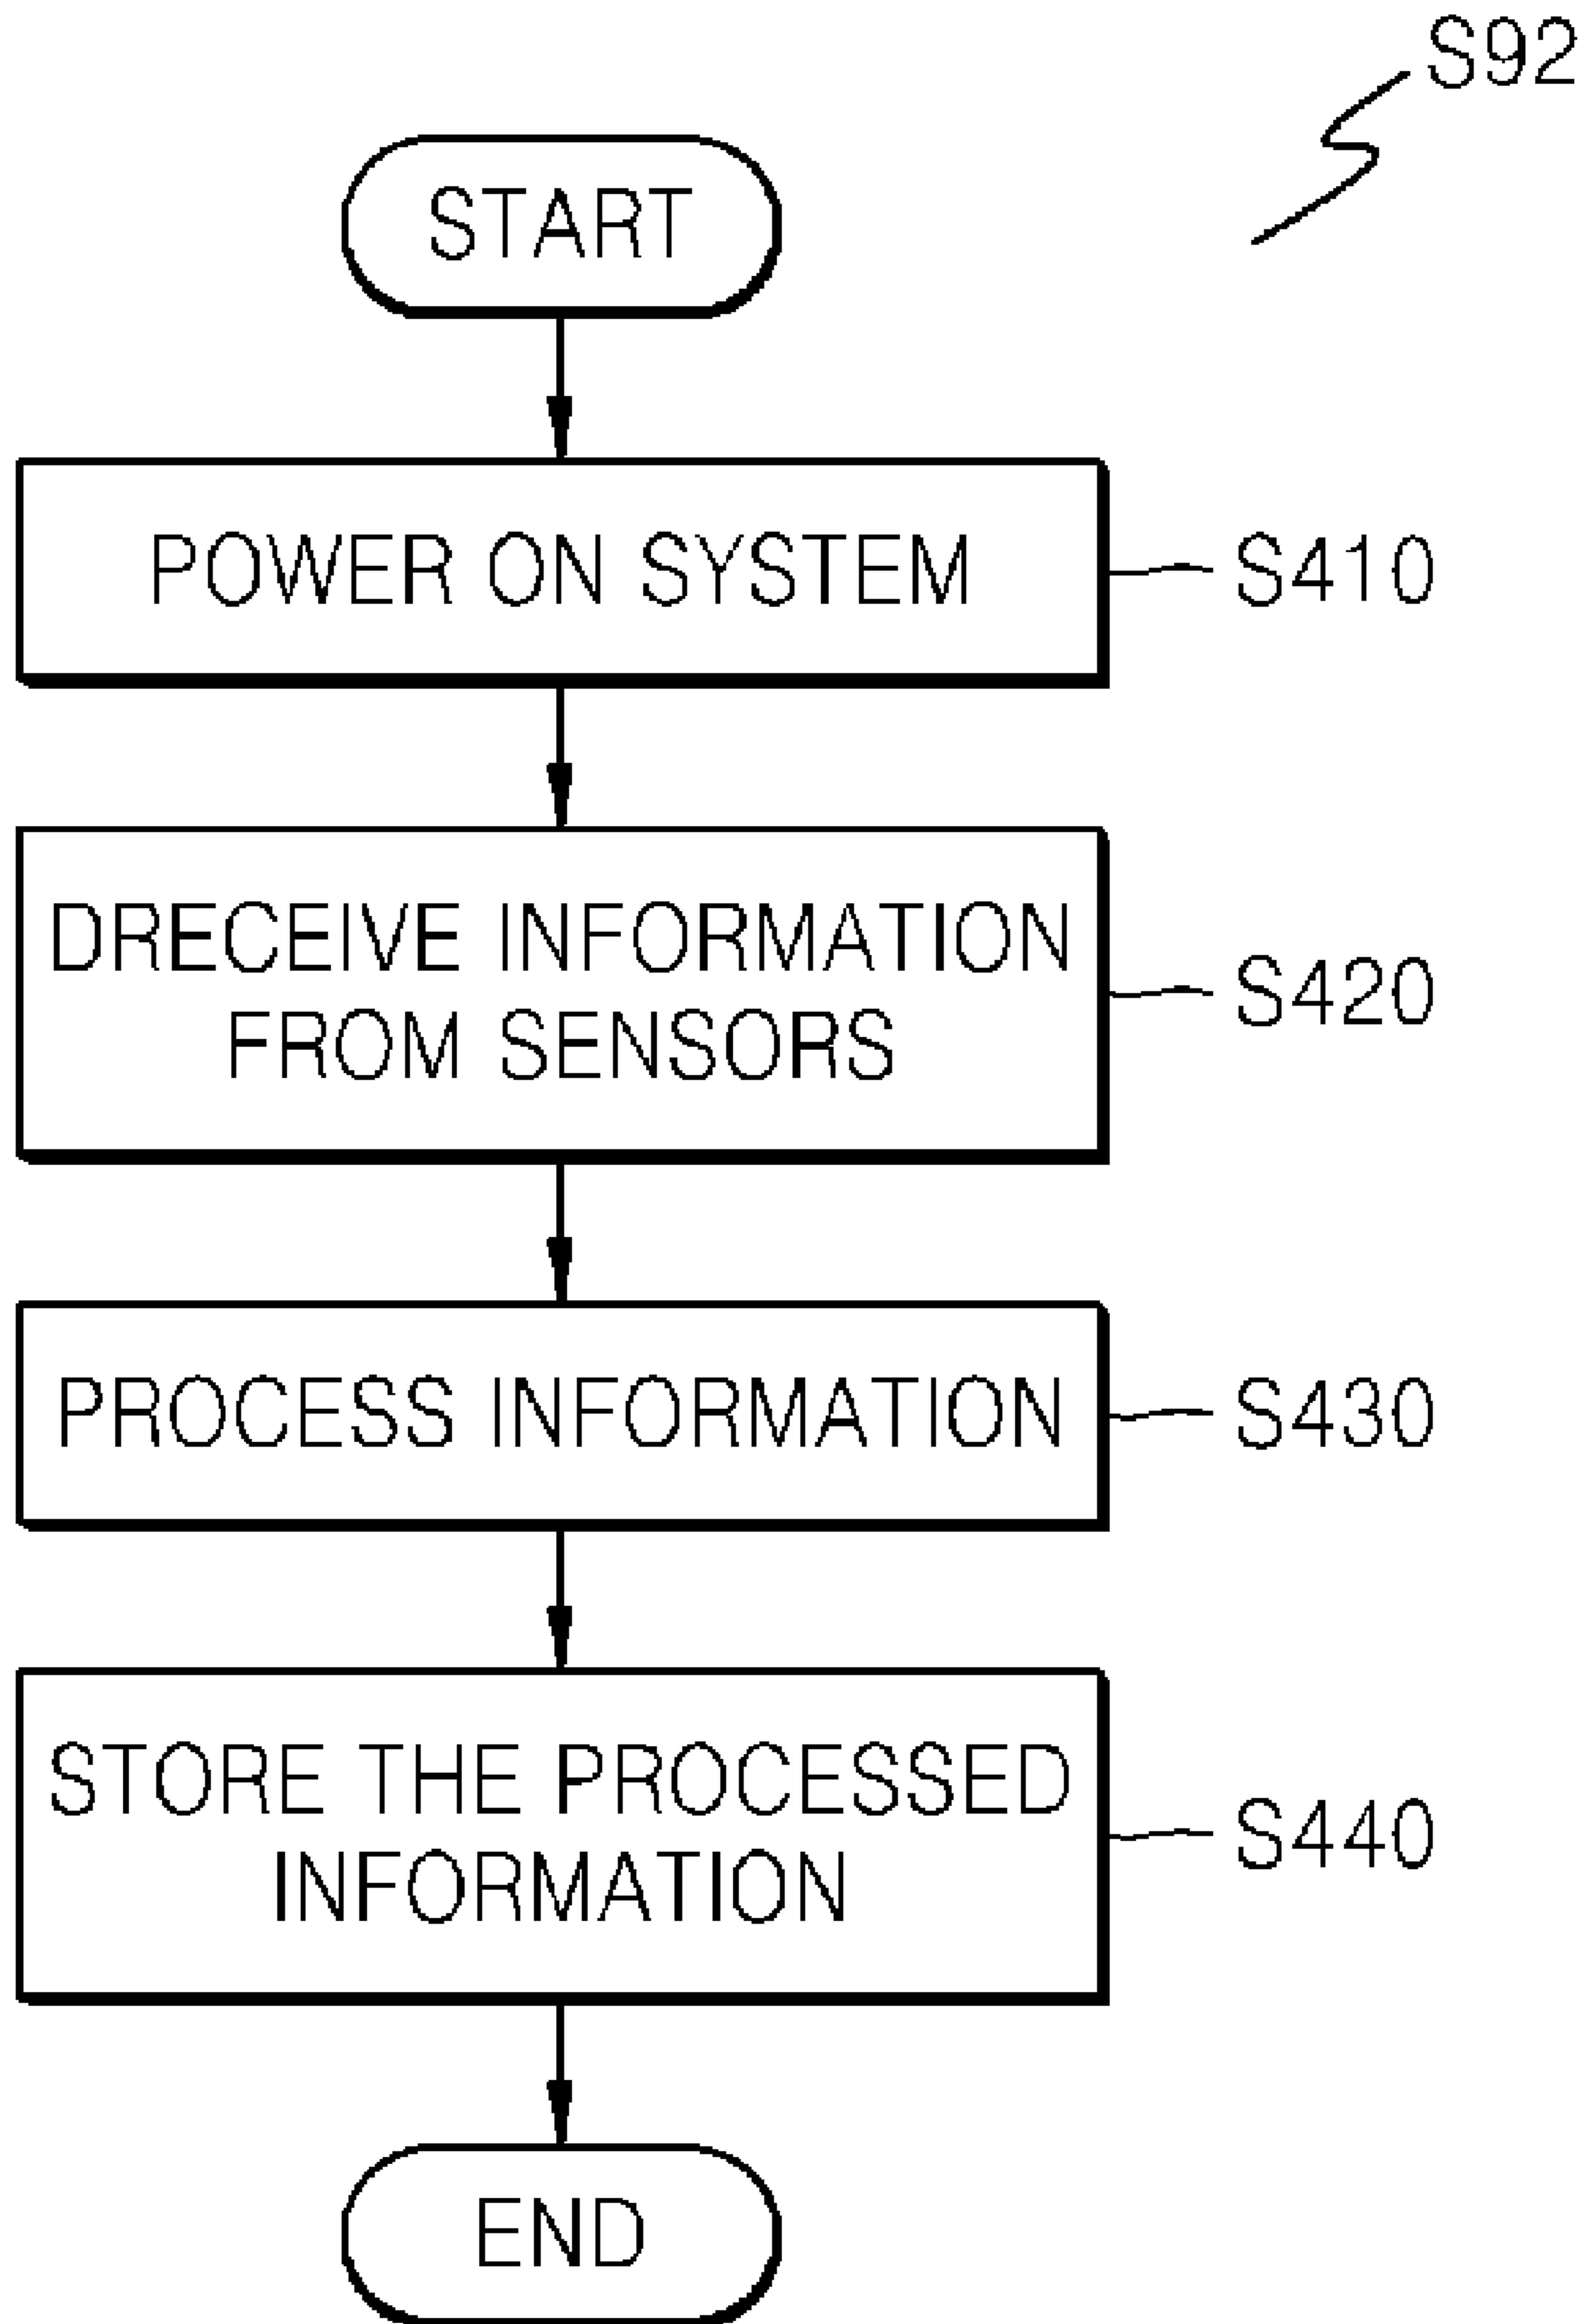 S92
START
POWER ON SYSTEM
S410
DRECEIVE INFORMATION
FROM SENSORS
S420
PROCESS INFORMATION
S430
STORE THE PROCESSED
INFORMATION
S440
END